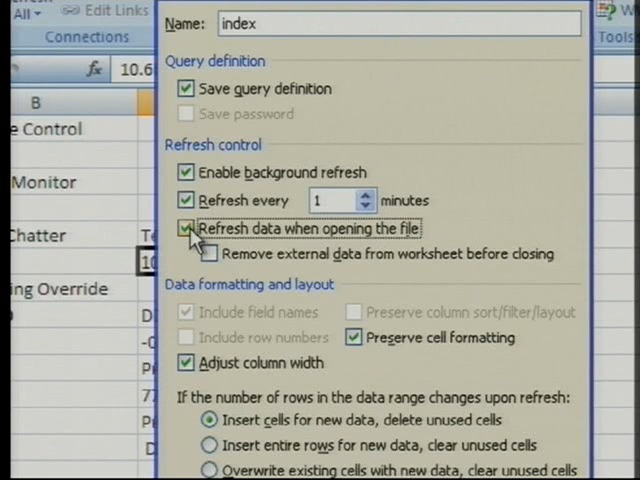 All
Edit Links
Connections
Tools
fx
10.6
B
e Control
Monitor
Chatter
ng Override
Name: index
Query definition
Save query definition
Save password
Refresh control
Enable background refresh
Refresh every 1 minutes
Refresh data when opening the file
Remove external data from worksheet before closing
Data formatting and layout
Include field names
Preserve column sort/filter/layout
Include row numbers
Preserve cell formatting
Adjust column width
If the number of rows in the data range changes upon refresh:
Insert cells for new data, delete unused cells
Insert entire rows for new data, clear unused cells
Overwrite existing cells with new data, clear unused cells